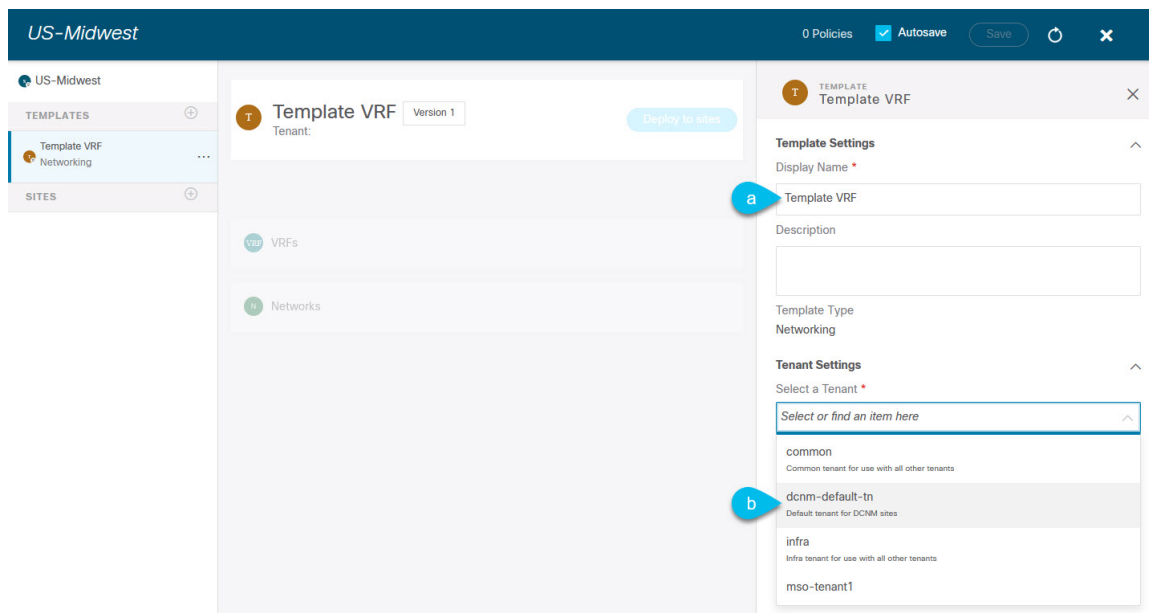 US-Midwest
0 Policies
Autosave
Save
US-Midwest
TEMPLATES
Template VRF
Networking
...
SITES
T
Template VRF
Version 1
Tenant:
Deploy to sites
VRF
VRFs
N
Networks
T
TEMPLATE
Template VRF
Template Settings
Display Name *
a
Template VRF
Description
Template Type
Networking
Tenant Settings
Select a Tenant *
Select or find an item here
common
Common tenant for use with all other tenants
b
dcnm-default-tn
Default tenant for DCNM sites
infra
Infra tenant for use with all other tenants
mso-tenant1